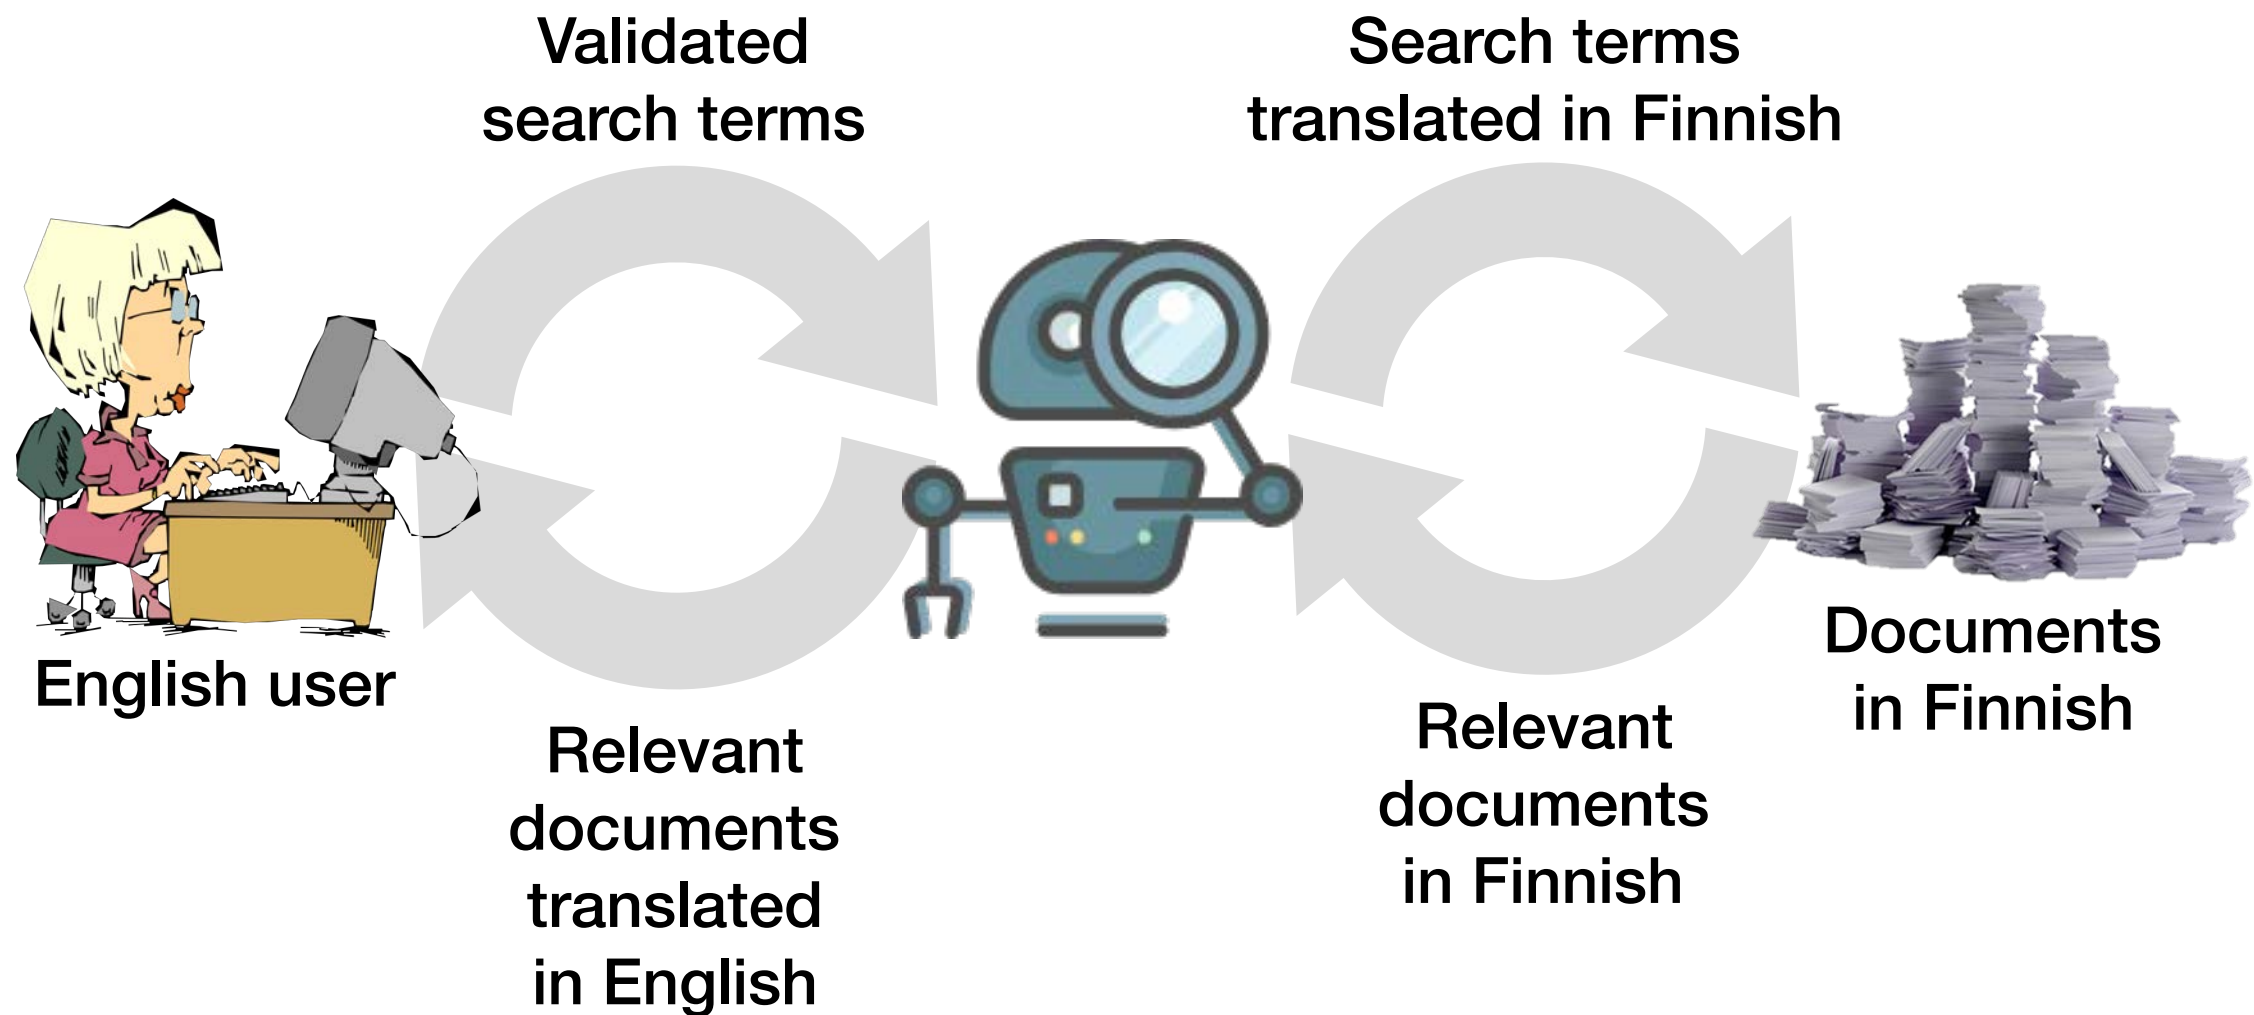 Validated
search terms
Search terms
translated in Finnish
English user
Relevant
documents
translated
in English
Relevant
documents
in Finnish
Documents
in Finnish